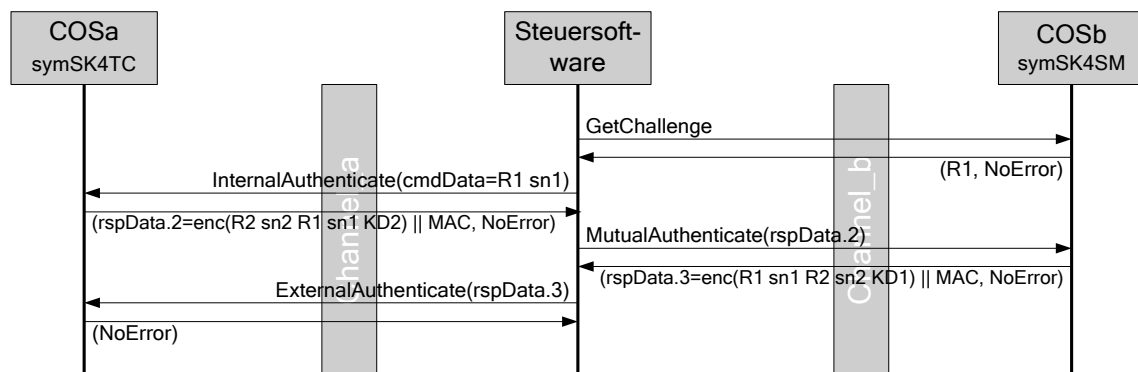 COSa
symSK4TC
Steuersoft-
ware
COSb
symSK4SM
Channel_a
Channel_b
GetChallenge
(R1, NoError)
InternalAuthenticate(cmdData=R1 sn1)
(rspData.2=enc(R2 sn2 R1 sn1 KD2) || MAC, NoError)
MutualAuthenticate(rspData.2)
(rspData.3=enc(R1 sn1 R2 sn2 KD1) || MAC, NoError)
ExternalAuthenticate(rspData.3)
(NoError)